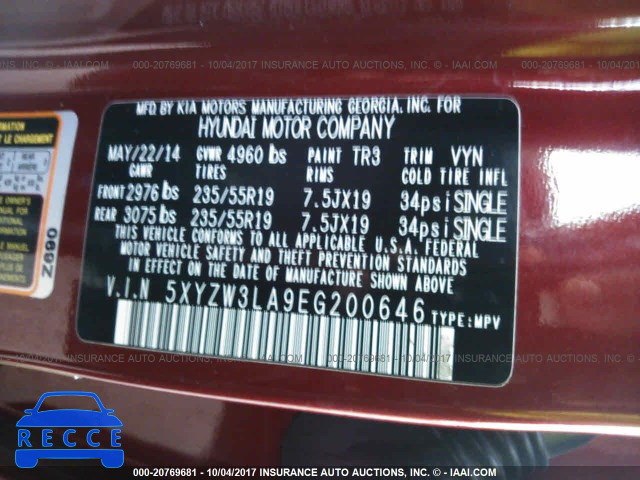 000-20769681 - 10/04/2017 INSURANCE AUTO AUCTIONS INC. - © - IAAI.COM
MFD. BY KIA MOTORS MANUFACTURING GEORGIA, INC. FOR
HYUNDAI MOTOR COMPANY
MAY/22/14 GVWR 4960 lbs PAINT TR3 TRIM VYN
GAWR TIRES RIMS COLD TIRE INFL
FRONT 2976 lbs 235/55R19 7.5JX19 34psi SINGLE
REAR 3075 lbs 235/55R19 7.5JX19 34psi SINGLE
THIS VEHICLE CONFORMS TO ALL APPLICABLE U.S.A. FEDERAL
MOTOR VEHICLE SAFETY AND THEFT PREVENTION STANDARDS
IN EFFECT ON THE DATE OF MANUFACTURE SHOWN ABOVE.
V.I.N 5XYZW3LA9EG200646 TYPE: MPV
Z690
RECCE
000-20769681 - 10/04/2017 INSURANCE AUTO AUCTIONS INC. - © - IAAI.COM